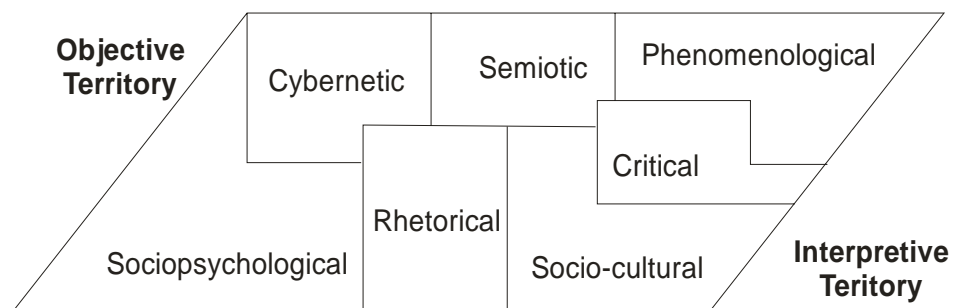 Objective
Territory
Cybernetic
Semiotic
Phenomenological
Critical
Rhetorical
Sociopsychological
Socio-cultural
Interpretive
Teritory